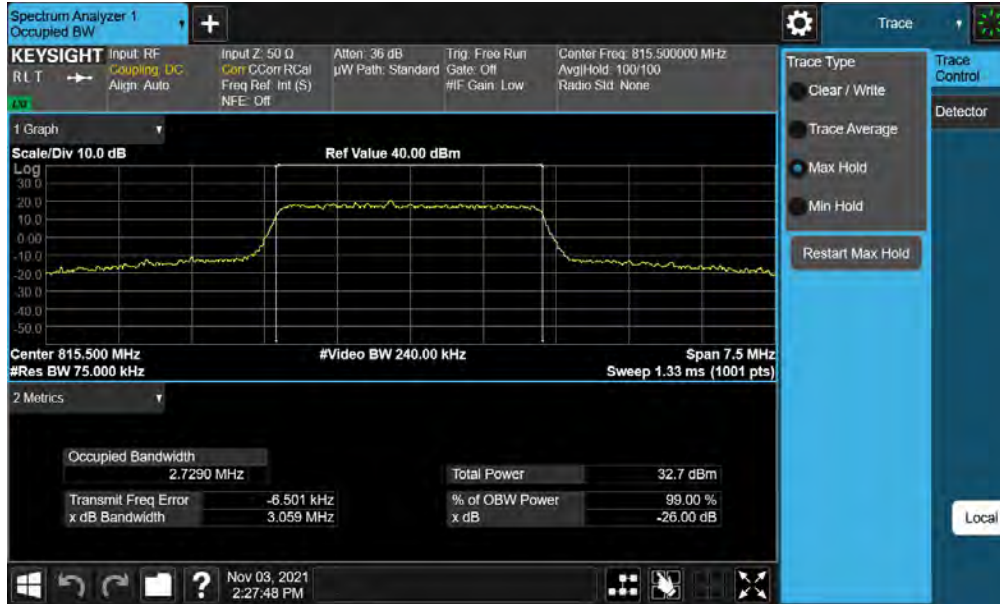 Spectrum Analyzer 1
Occupied BW
+
Trace
KEYSIGHT
RLT
LXI
Input: RF
Coupling: DC
Align: Auto
Input Z: 50 Ω
Corr CCorr RCal
Freq Ref: Int (S)
NFE: Off
Atten: 36 dB
µW Path: Standard
Trig: Free Run
Gate: Off
#IF Gain: Low
Center Freq: 815.500000 MHz
Avg|Hold: 100/100
Radio Std: None
Trace Type
Clear / Write
Trace Average
Max Hold
Min Hold
Restart Max Hold
Trace
Control
Detector
Local
1 Graph
Scale/Div 10.0 dB
Ref Value 40.00 dBm
Log
30.0
20.0
10.0
0.00
-10.0
-20.0
-30.0
-40.0
-50.0
Center 815.500 MHz
#Video BW 240.00 kHz
Span 7.5 MHz
#Res BW 75.000 kHz
Sweep 1.33 ms (1001 pts)
2 Metrics
Occupied Bandwidth
2.7290 MHz
Total Power 32.7 dBm
Transmit Freq Error -6.501 kHz
% of OBW Power 99.00 %
x dB Bandwidth 3.059 MHz
x dB -26.00 dB
?
Nov 03, 2021
2:27:48 PM